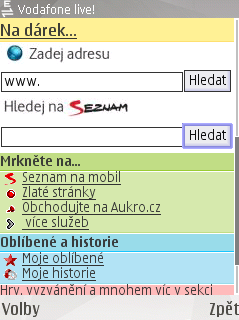 Vodafone live!
Na dárek...
Zadej adresu
www.
Hledat
Hledej na SEZNAM
Hledat
Mrkněte na...
Seznam na mobil
Zlaté stránky
Obchodujte na Aukro.cz
více služeb
Oblíbené a historie
Moje oblíbené
Moje historie
Hry, vyzvánění a mnohem víc v sekci
Volby
Zpět